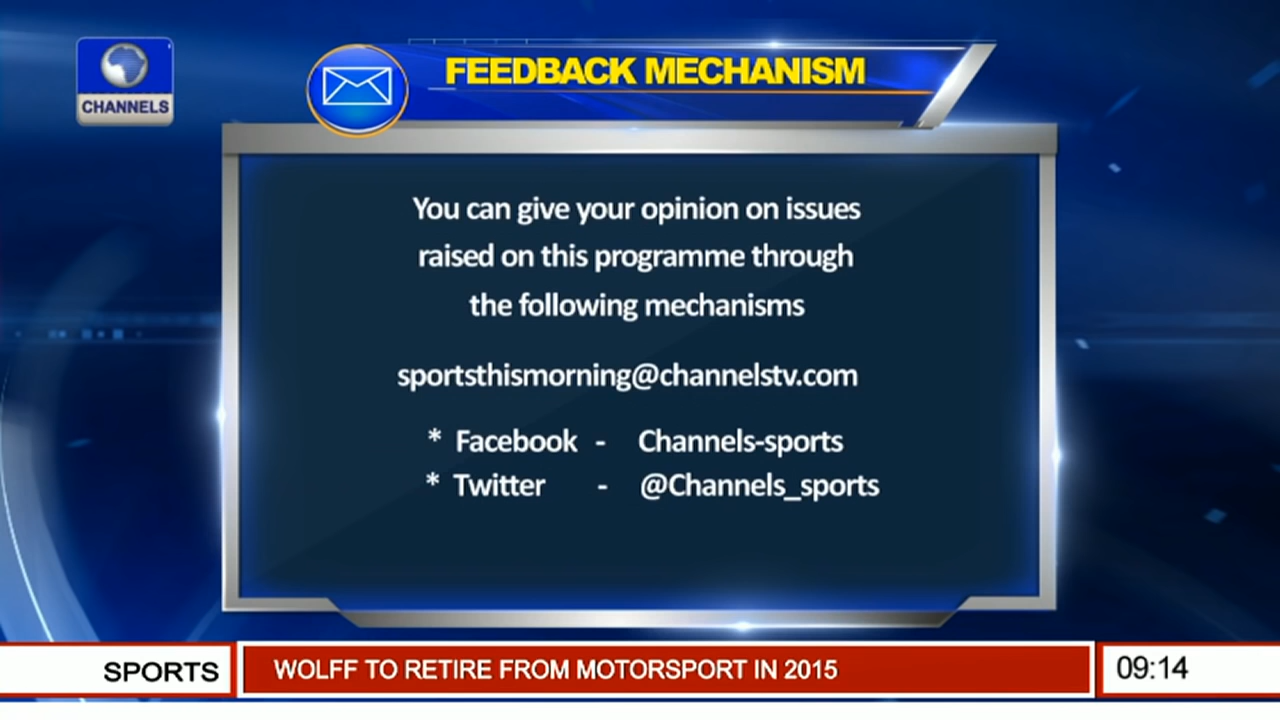 CHANNELS
FEEDBACK MECHANISM
You can give your opinion on issues
raised on this programme through
the following mechanisms
sportsthismorning@channelstv.com
* Facebook - Channels-sports
* Twitter - @Channels_sports
SPORTS
WOLFF TO RETIRE FROM MOTORSPORT IN 2015
09:14